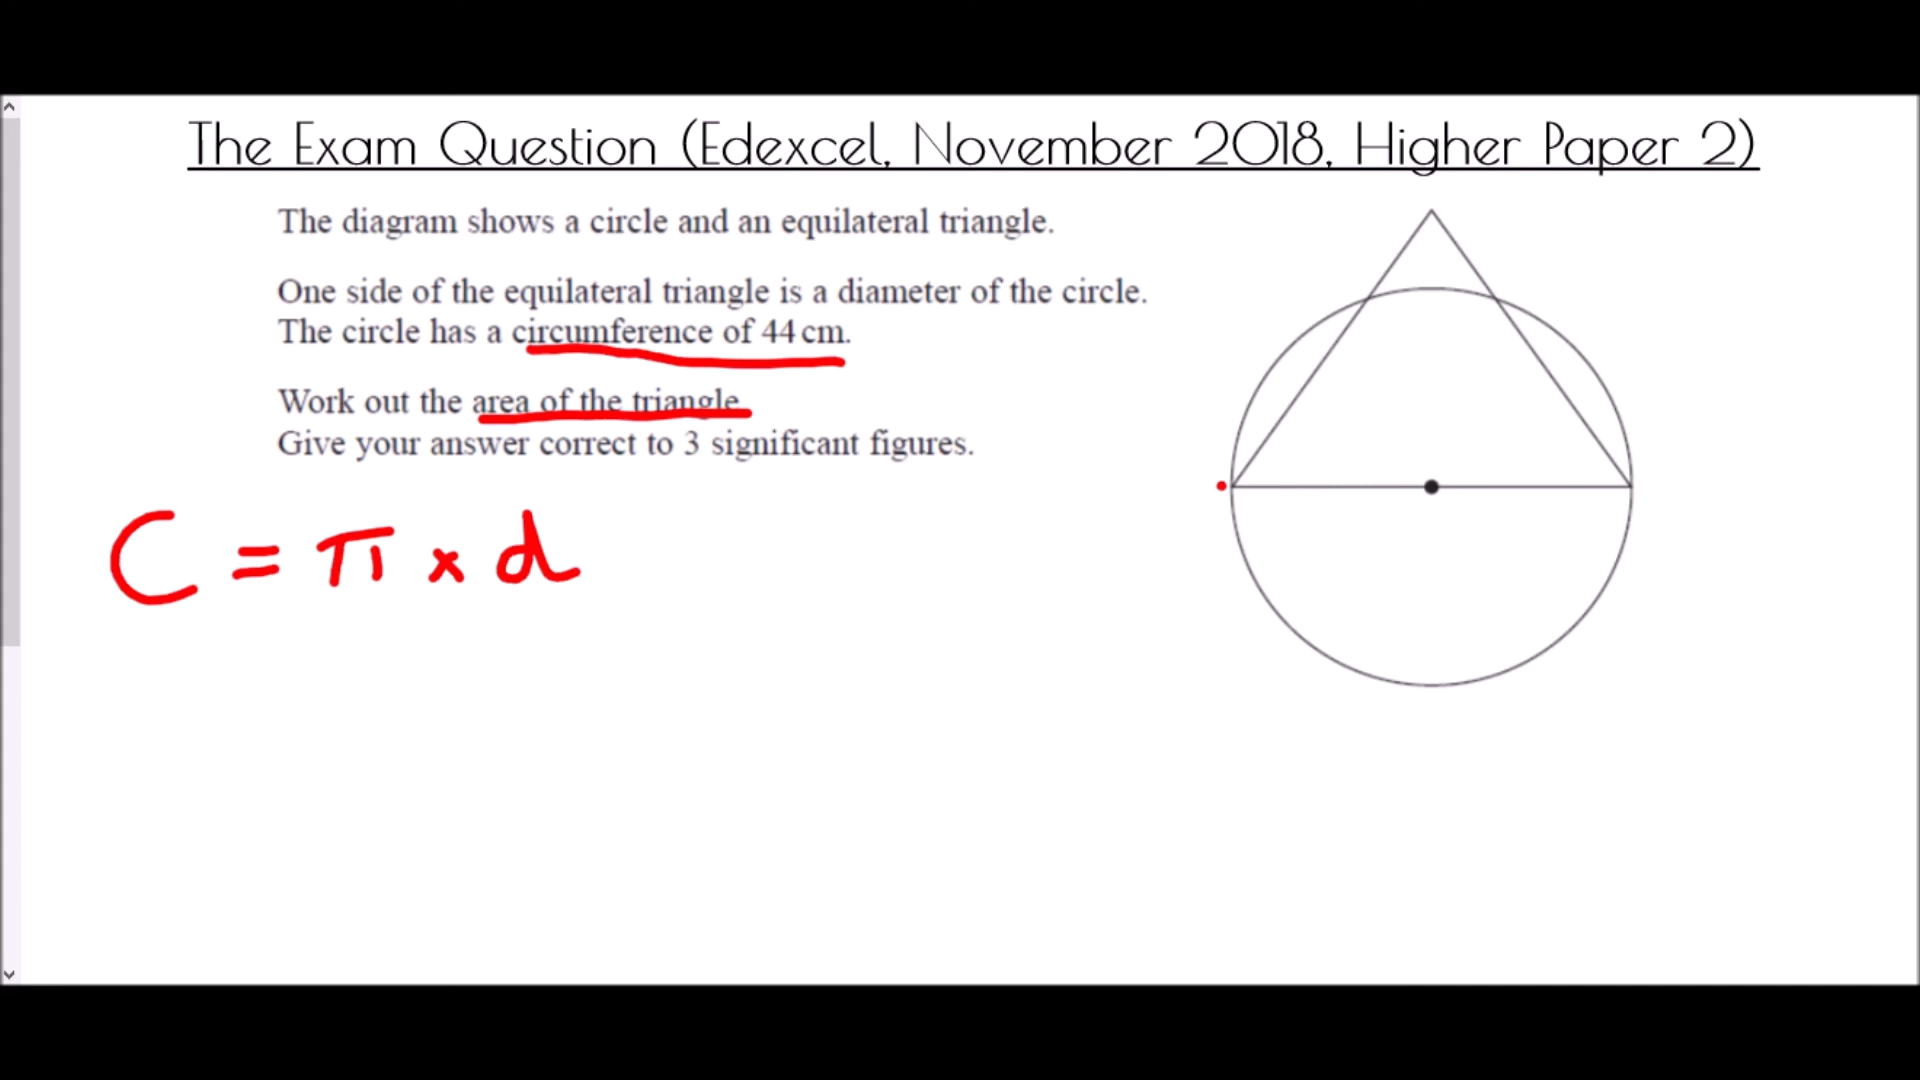 The Exam Question (Edexcel, November 2018, Higher Paper 2)
The diagram shows a circle and an equilateral triangle.
One side of the equilateral triangle is a diameter of the circle.
The circle has a circumference of 44 cm.
Work out the area of the triangle.
Give your answer correct to 3 significant figures.
C = π × d